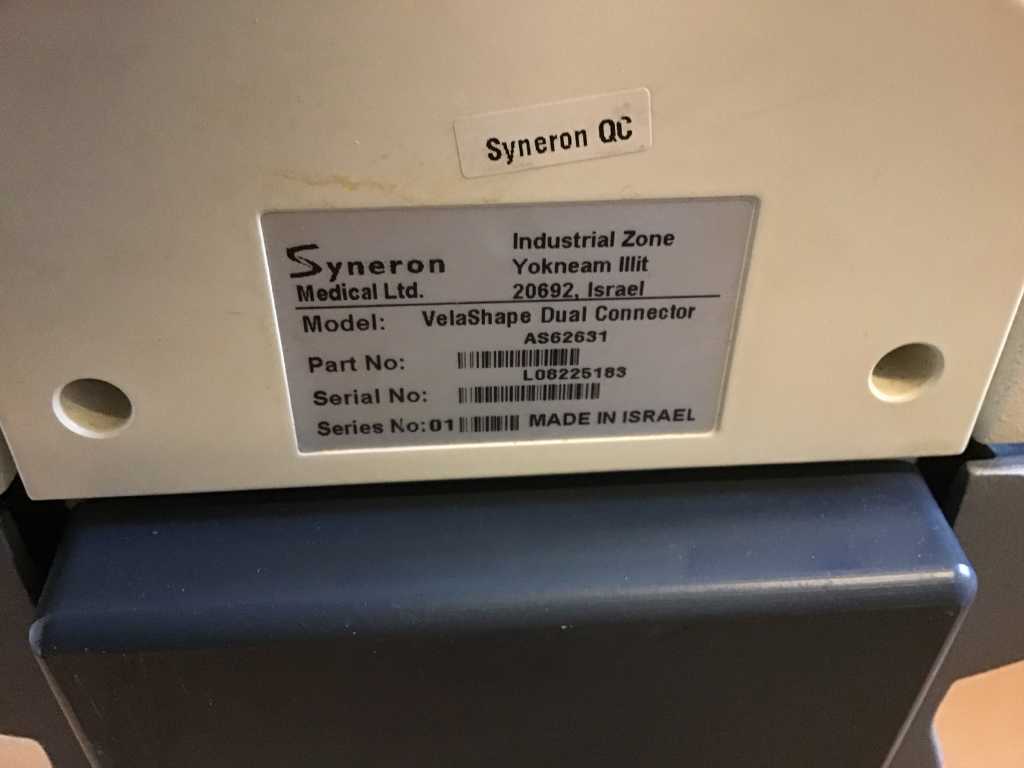 Syneron QC
Syneron
Medical Ltd.
Industrial Zone
Yokneam Illit
20692, Israel
Model: VelaShape Dual Connector
AS62631
Part No:
L08225183
Serial No:
Series No: 01 MADE IN ISRAEL